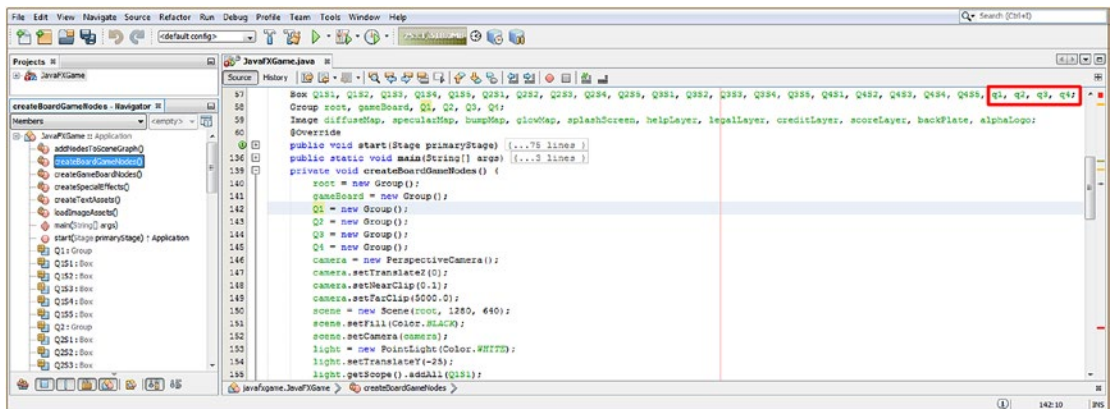 File Edit View Navigate Source Refactor Run Debug Profile Team Tools Window Help
Search (Ctrl+I)
<default config>
Projects
JavaFXGame
createBoardGameNodes - Navigator
Members
<empty>
JavaFXGame :: Application
addNodesToSceneGraph()
createBoardGameNodes()
createGameBoardNodes()
createSpecialEffects()
createTextAssets()
loadImageAssets()
main(String[] args)
start(Stage primaryStage) ↑ Application
Q1 : Group
Q1S1 : Box
Q1S2 : Box
Q1S3 : Box
Q1S4 : Box
Q1S5 : Box
Q2 : Group
Q2S1 : Box
Q2S2 : Box
Q2S3 : Box
JavaFXGame.java
Source History
57 Box Q1S1, Q1S2, Q1S3, Q1S4, Q1S5, Q2S1, Q2S2, Q2S3, Q2S4, Q2S5, Q3S1, Q3S2, Q3S3, Q3S4, Q3S5, Q4S1, Q4S2, Q4S3, Q4S4, Q4S5, q1, q2, q3, q4;
58 Group root, gameBoard, Q1, Q2, Q3, Q4;
59 Image diffuseMap, specularMap, bumpMap, glowMap, splashScreen, helpLayer, legalLayer, creditLayer, scoreLayer, backPlate, alphaLogo;
60 @Override
public void start(Stage primaryStage) {...75 lines }
136 public static void main(String[] args) {...3 lines }
139 private void createBoardGameNodes() {
140 root = new Group();
141 gameBoard = new Group();
142 Q1 = new Group();
143 Q2 = new Group();
144 Q3 = new Group();
145 Q4 = new Group();
146 camera = new PerspectiveCamera();
147 camera.setTranslateZ(0);
148 camera.setNearClip(0.1);
149 camera.setFarClip(5000.0);
150 scene = new Scene(root, 1280, 640);
151 scene.setFill(Color.BLACK);
152 scene.setCamera(camera);
153 light = new PointLight(Color.WHITE);
154 light.setTranslateY(-25);
155 light.getScope().addAll(Q1S1);
javafxgame.JavaFXGame
createBoardGameNodes
142:10
INS